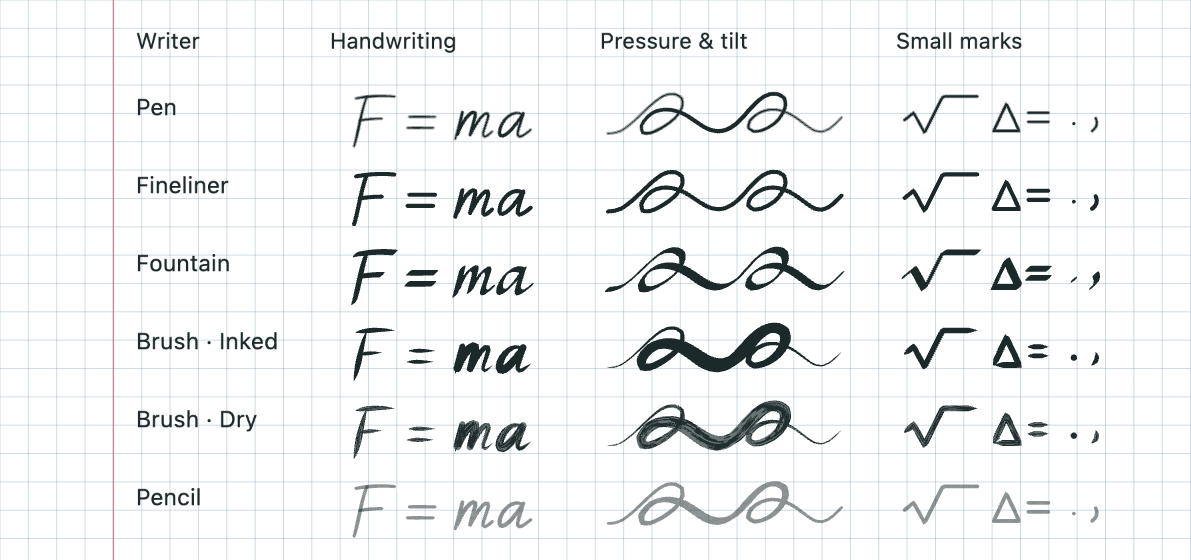 Writer Handwriting Pressure & tilt Small marks
Pen F = ma √ Δ= . ,
Fineliner F = ma √ Δ= . ,
Fountain F = ma √ Δ= . ,
Brush · Inked F = ma √ Δ= . ,
Brush · Dry F = ma √ Δ= . ,
Pencil F = ma √ Δ= . ,